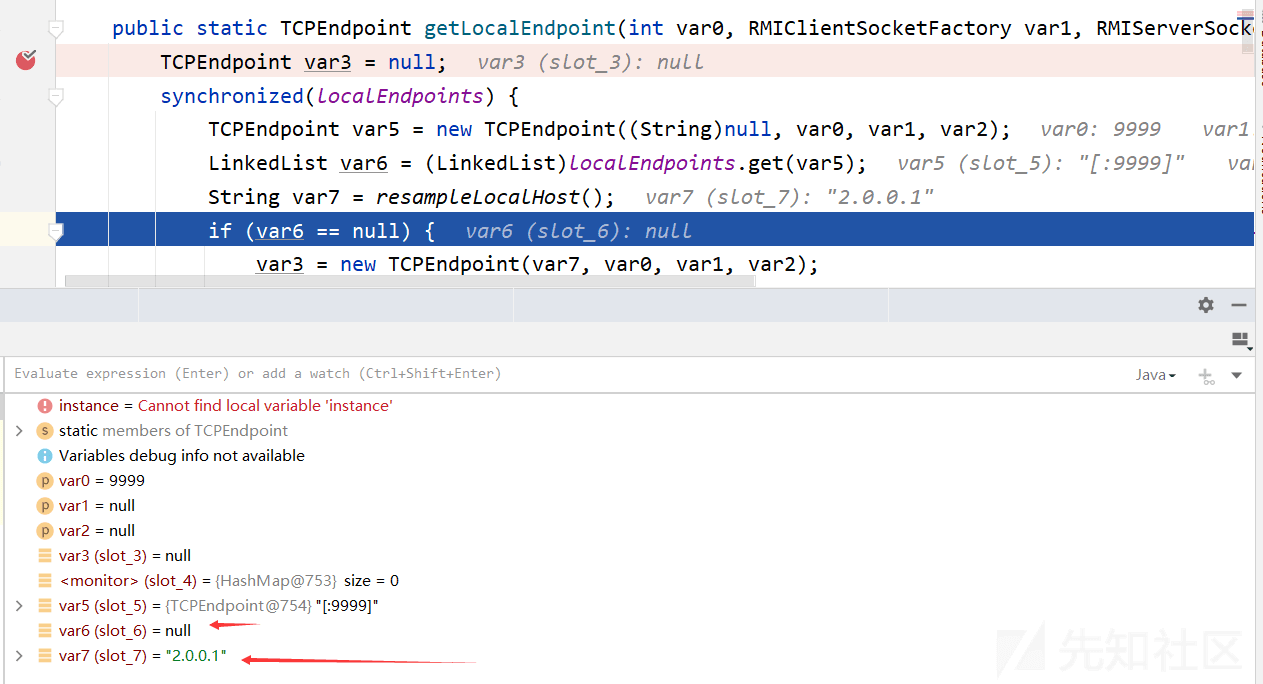 public static TCPEndpoint getLocalEndpoint(int var0, RMIClientSocketFactory var1, RMIServerSock
TCPEndpoint var3 = null; var3 (slot_3): null
synchronized(localEndpoints) {
TCPEndpoint var5 = new TCPEndpoint((String)null, var0, var1, var2); var0: 9999 var1
LinkedList var6 = (LinkedList)localEndpoints.get(var5); var5 (slot_5): "[:9999]" va
String var7 = resampleLocalHost(); var7 (slot_7): "2.0.0.1"
if (var6 == null) { var6 (slot_6): null
var3 = new TCPEndpoint(var7, var0, var1, var2);
Evaluate expression (Enter) or add a watch (Ctrl+Shift+Enter)
Java
instance = Cannot find local variable 'instance'
s static members of TCPEndpoint
i Variables debug info not available
p var0 = 9999
p var1 = null
p var2 = null
var3 (slot_3) = null
<monitor> (slot_4) = {HashMap@753} size = 0
var5 (slot_5) = {TCPEndpoint@754} "[:9999]"
var6 (slot_6) = null
var7 (slot_7) = "2.0.0.1"
先知社区